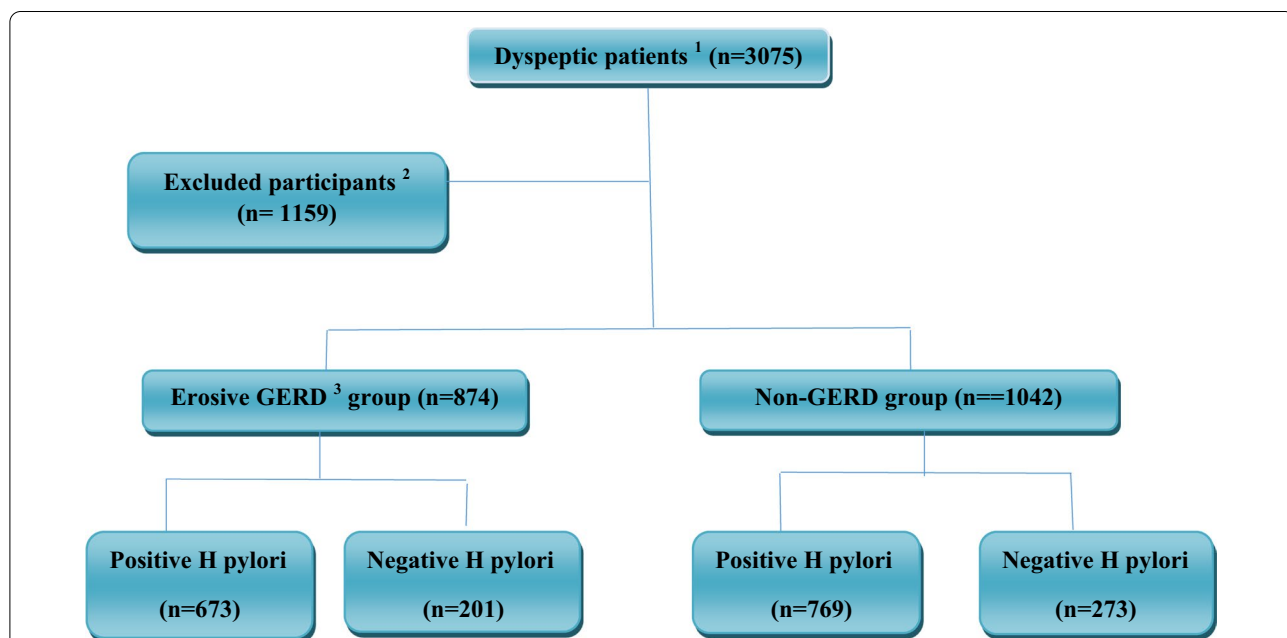 Dyspeptic patients 1 (n=3075)
Excluded participants 2
(n= 1159)
Erosive GERD 3 group (n=874)
Non-GERD group (n==1042)
Positive H pylori
(n=673)
Negative H pylori
(n=201)
Positive H pylori
(n=769)
Negative H pylori
(n=273)